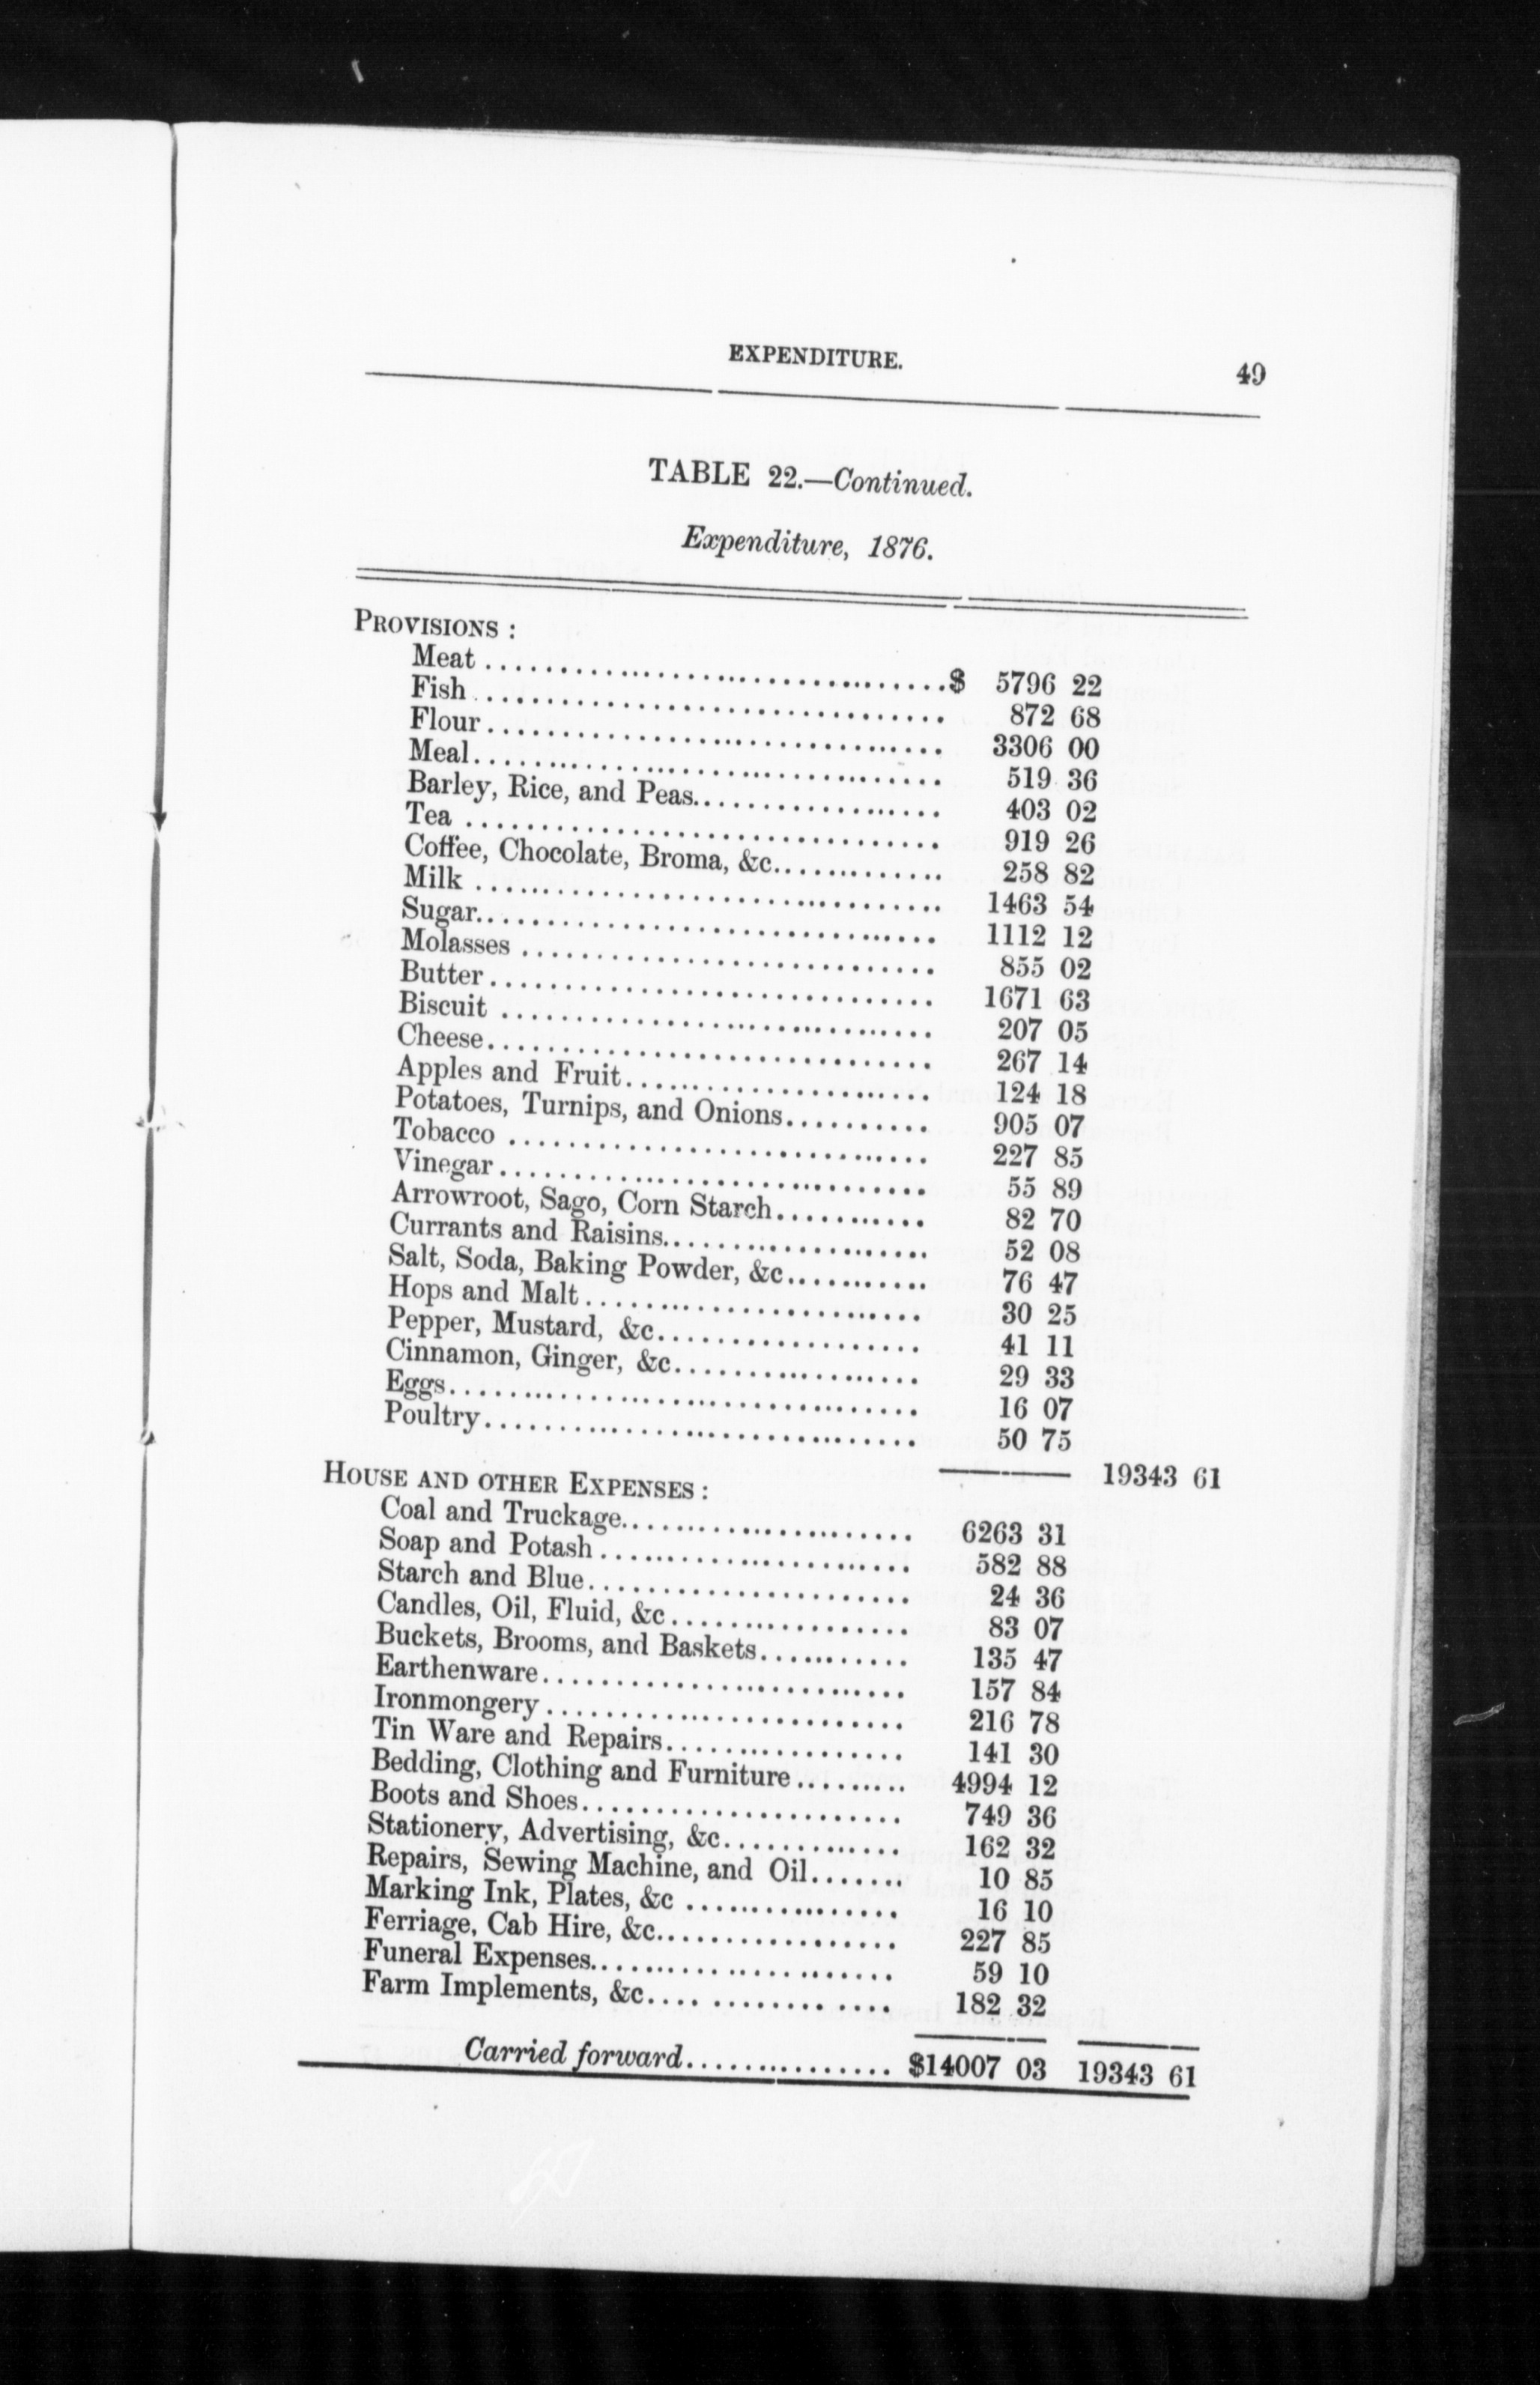 EXPENDITURE. 49
TABLE 22.—Continued.
Expenditure, 1876.
PROVISIONS :
Meat ..............................$ 5796 22
Fish .............................. 872 68
Flour .............................. 3306 00
Meal .............................. 519 36
Barley, Rice, and Peas................ 403 02
Tea .............................. 919 26
Coffee, Chocolate, Broma, &c............. 258 82
Milk .............................. 1463 54
Sugar.............................. 1112 12
Molasses ........................... 855 02
Butter.............................. 1671 63
Biscuit ............................ 207 05
Cheese.............................. 267 14
Apples and Fruit.................... 124 18
Potatoes, Turnips, and Onions.......... 905 07
Tobacco ............................ 227 85
Vinegar............................. 55 89
Arrowroot, Sago, Corn Starch.......... 82 70
Currants and Raisins.................. 52 08
Salt, Soda, Baking Powder, &c........... 76 47
Hops and Malt....................... 30 25
Pepper, Mustard, &c.................. 41 11
Cinnamon, Ginger, &c................. 29 33
Eggs............................... 16 07
Poultry............................. 50 75
19343 61
HOUSE AND OTHER EXPENSES :
Coal and Truckage.................... 6263 31
Soap and Potash..................... 582 88
Starch and Blue...................... 24 36
Candles, Oil, Fluid, &c................. 83 07
Buckets, Brooms, and Baskets........... 135 47
Earthenware......................... 157 84
Ironmongery........................ 216 78
Tin Ware and Repairs................. 141 30
Bedding, Clothing and Furniture......... 4994 12
Boots and Shoes...................... 749 36
Stationery, Advertising, &c............. 162 32
Repairs, Sewing Machine, and Oil....... 10 85
Marking Ink, Plates, &c ............... 16 10
Ferriage, Cab Hire, &c................. 227 85
Funeral Expenses..................... 59 10
Farm Implements, &c................. 182 32
Carried forward................ $14007 03 19343 61